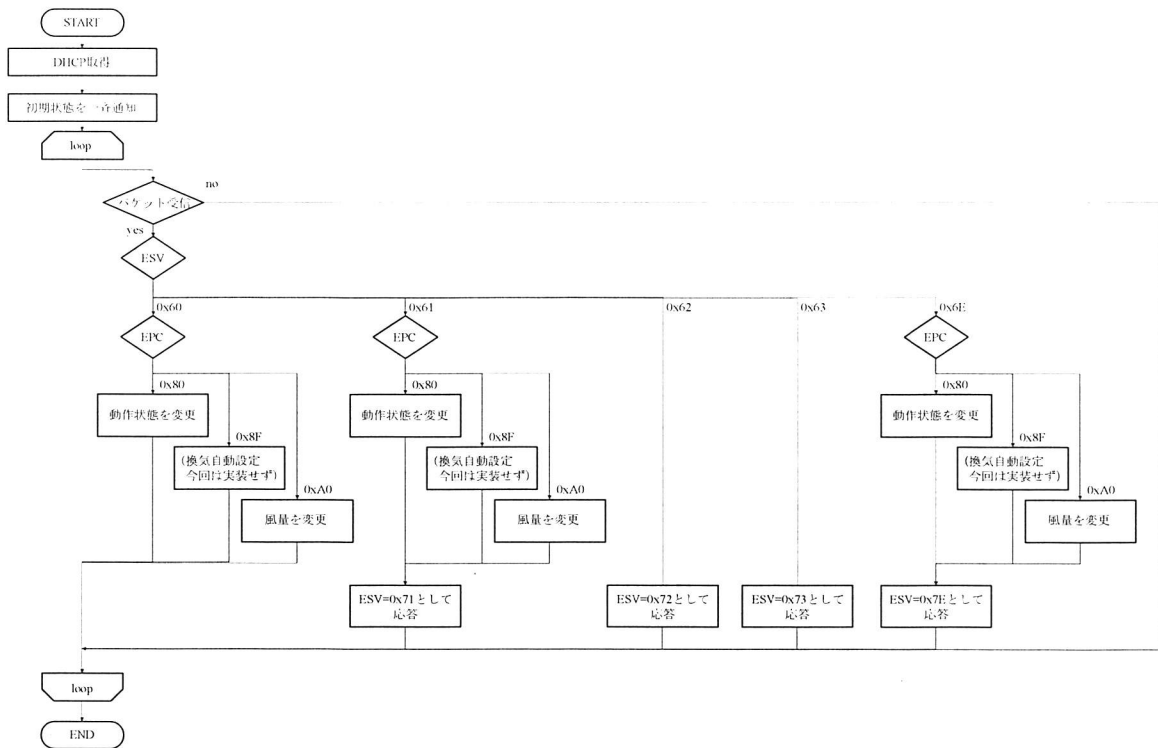 START
DHCP取得
初期状態を一斉通知
loop
no
パケット受信
yes
ESV
0x60
0x61
0x62
0x63
0x6E
EPC
EPC
EPC
0x80
0x80
0x80
動作状態を変更
動作状態を変更
動作状態を変更
0x8F
0x8F
0x8F
(換気自動設定
今回は実装せず)
(換気自動設定
今回は実装せず)
(換気自動設定
今回は実装せず)
0xA0
0xA0
0xA0
風量を変更
風量を変更
風量を変更
ESV=0x71として
応答
ESV=0x72として
応答
ESV=0x73として
応答
ESV=0x7Eとして
応答
loop
END